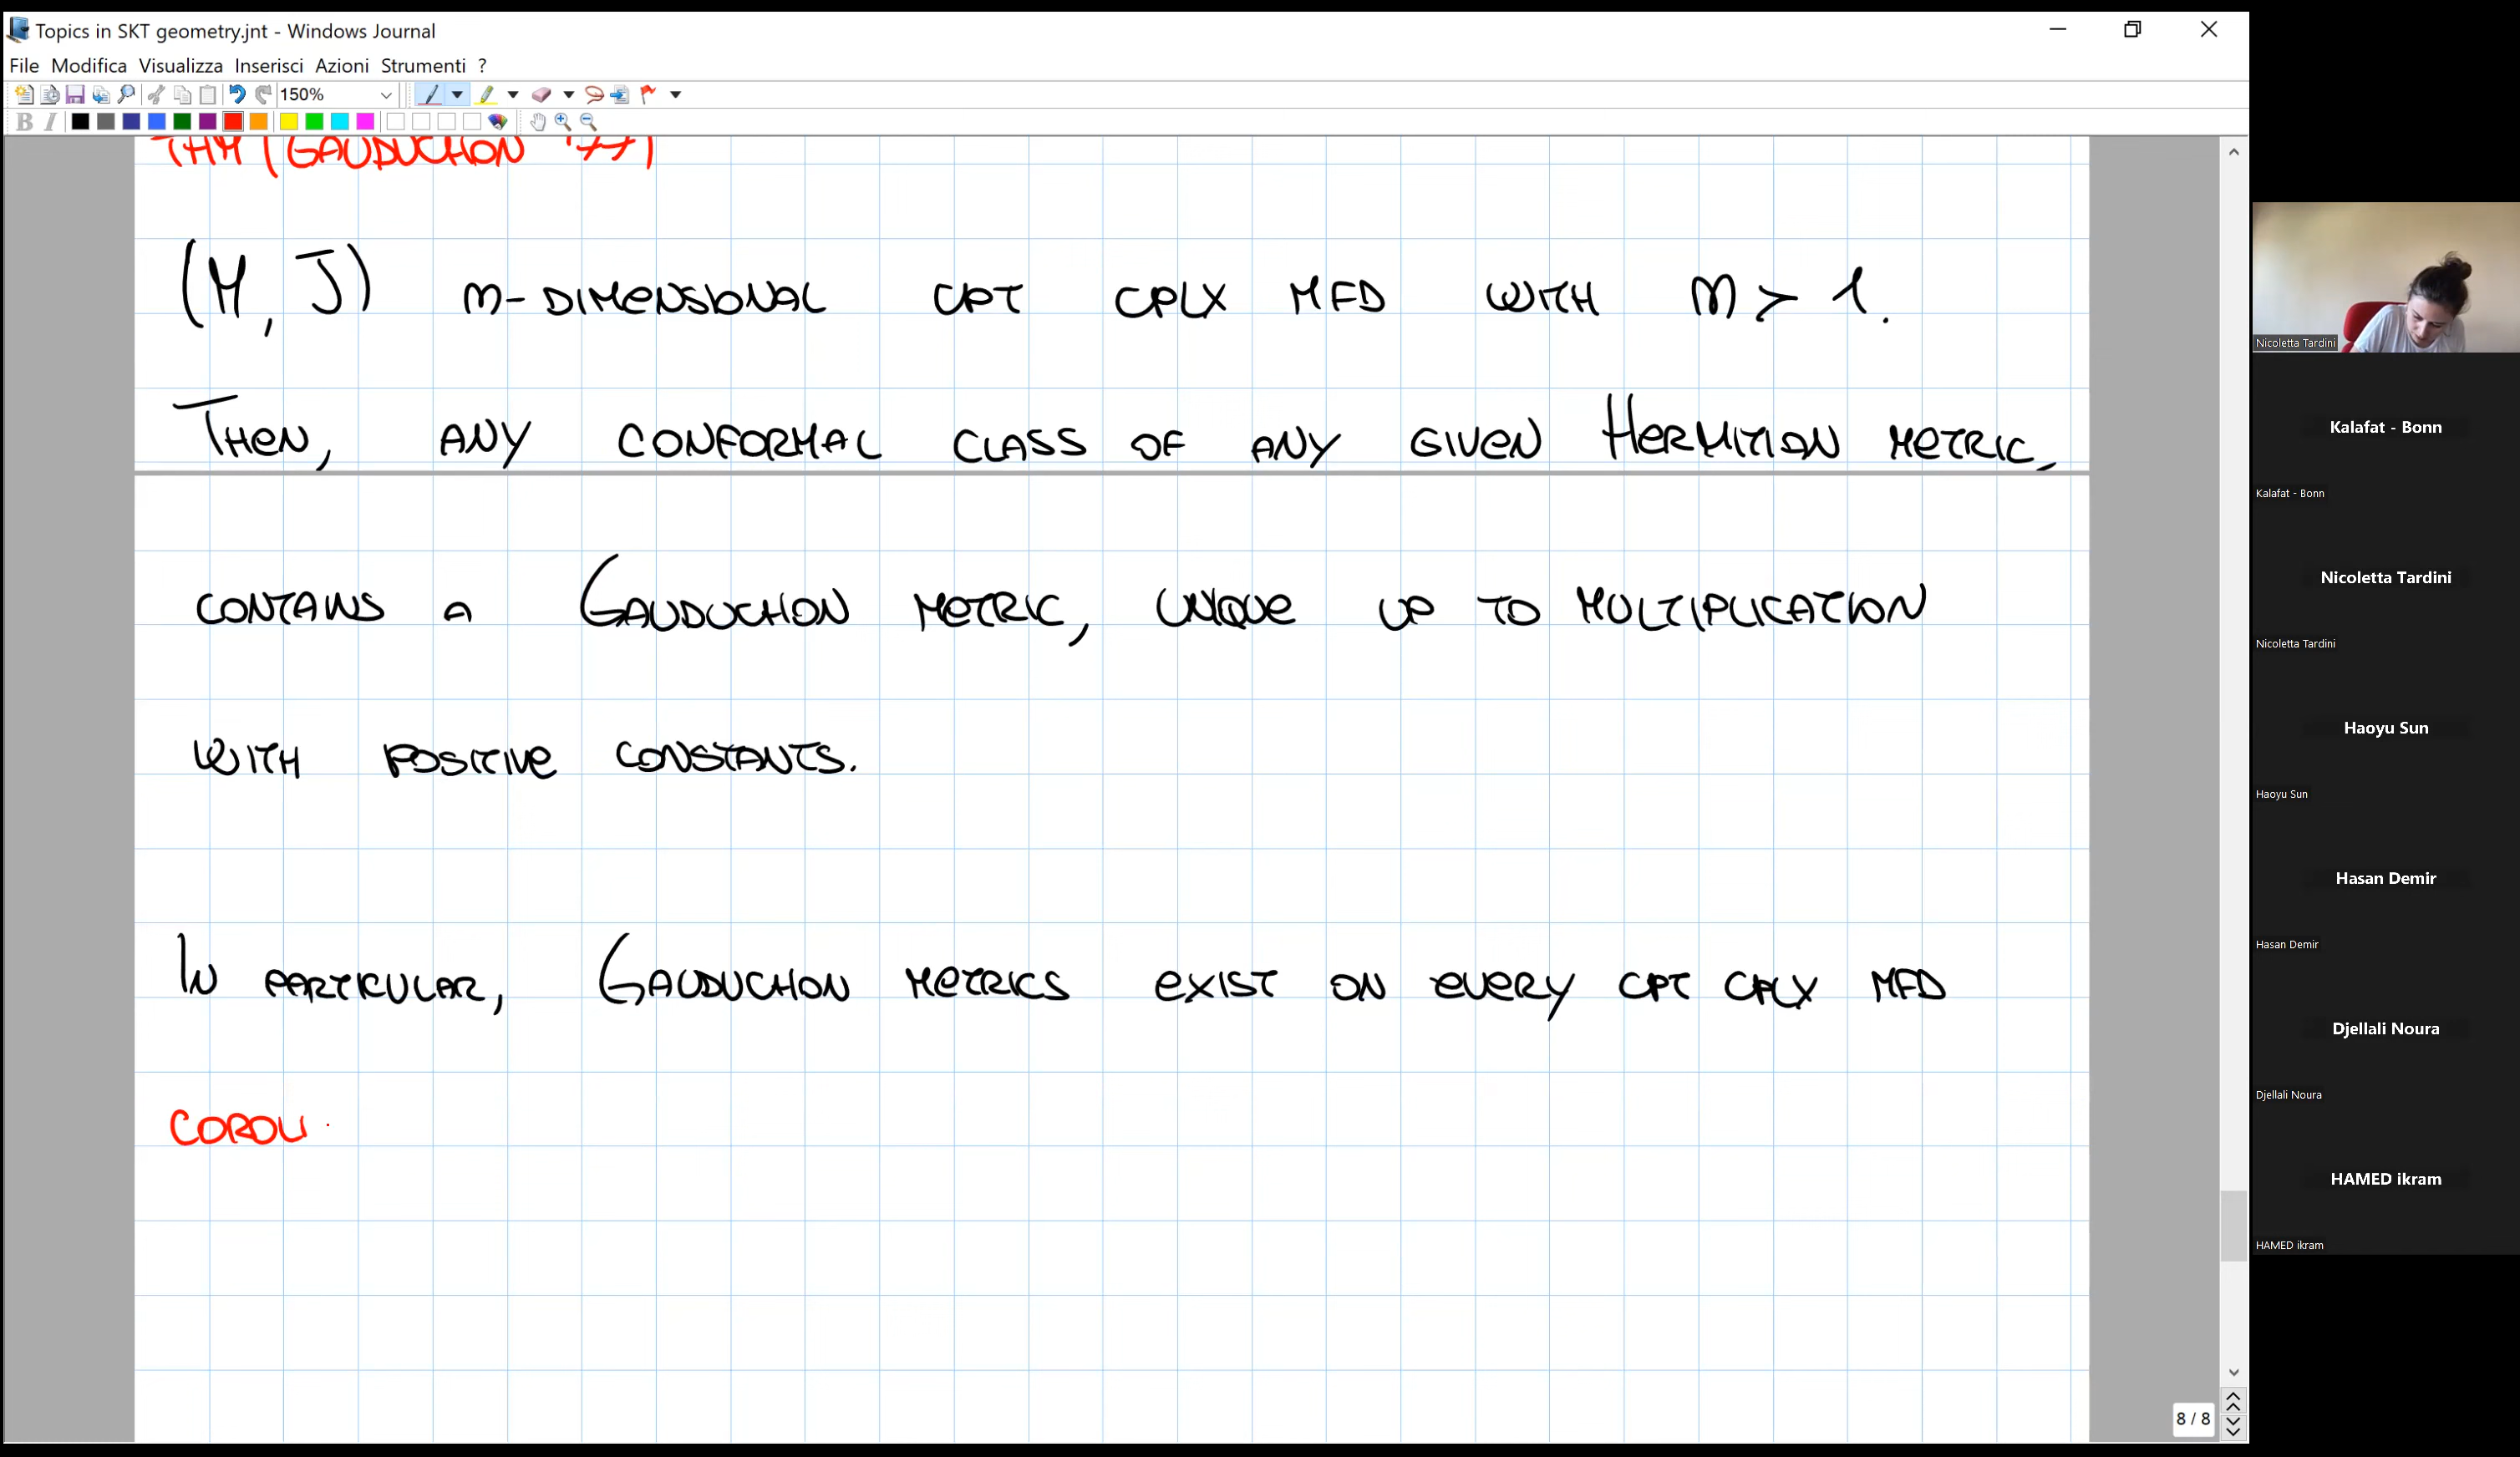 Topics in SKT geometry.jnt - Windows Journal
File Modifica Visualizza Inserisci Azioni Strumenti ?
150%
B I
THM (GAUDUCHON '77)
(M, J) n-DIMENSIONAL CPT CPLX MFD WITH n > 1.
THEN, ANY CONFORMAL CLASS OF ANY GIVEN HERMITIAN METRIC
CONTAINS A GAUDUCHON METRIC, UNIQUE UP TO MULTIPLICATION
WITH POSITIVE CONSTANTS.
IN PARTICULAR, GAUDUCHON METRICS EXIST ON EVERY CPT CPLX MFD
COROLL
8 / 8
Nicoletta Tardini
Kalafat - Bonn
Kalafat - Bonn
Nicoletta Tardini
Nicoletta Tardini
Haoyu Sun
Haoyu Sun
Hasan Demir
Hasan Demir
Djellali Noura
Djellali Noura
HAMED ikram
HAMED ikram